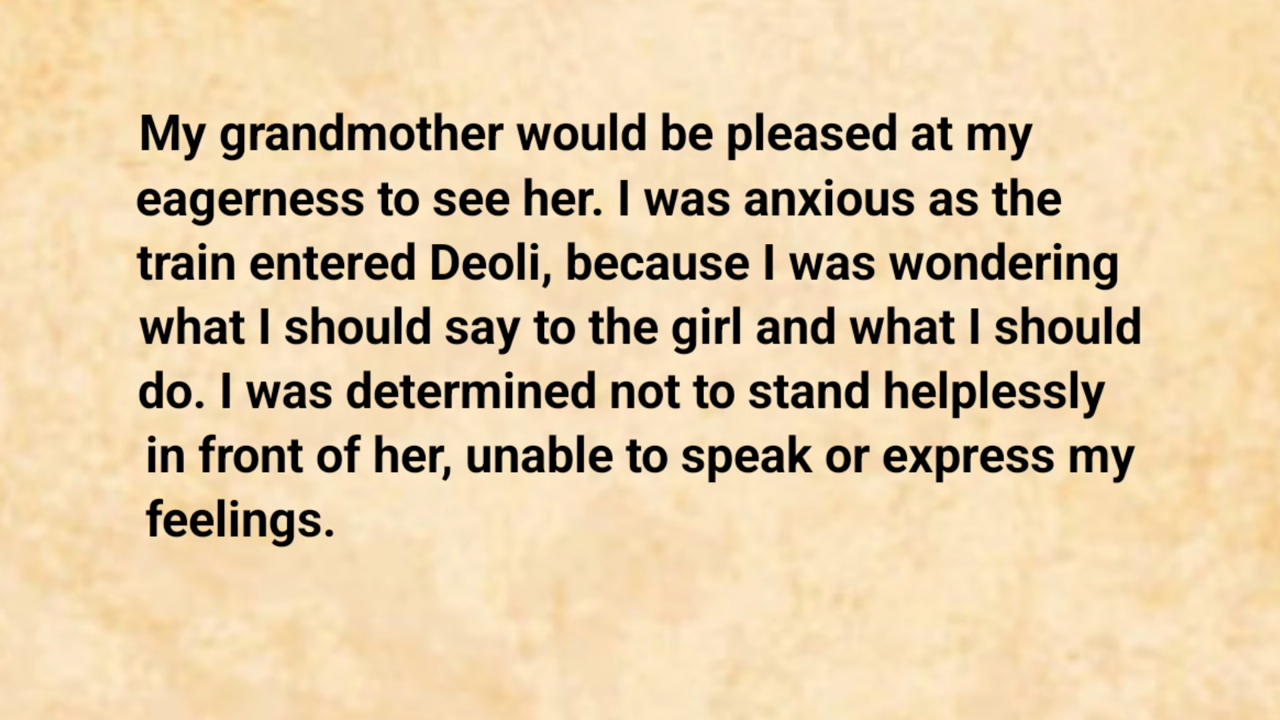 My grandmother would be pleased at my
eagerness to see her. I was anxious as the
train entered Deoli, because I was wondering
what I should say to the girl and what I should
do. I was determined not to stand helplessly
in front of her, unable to speak or express my
feelings.